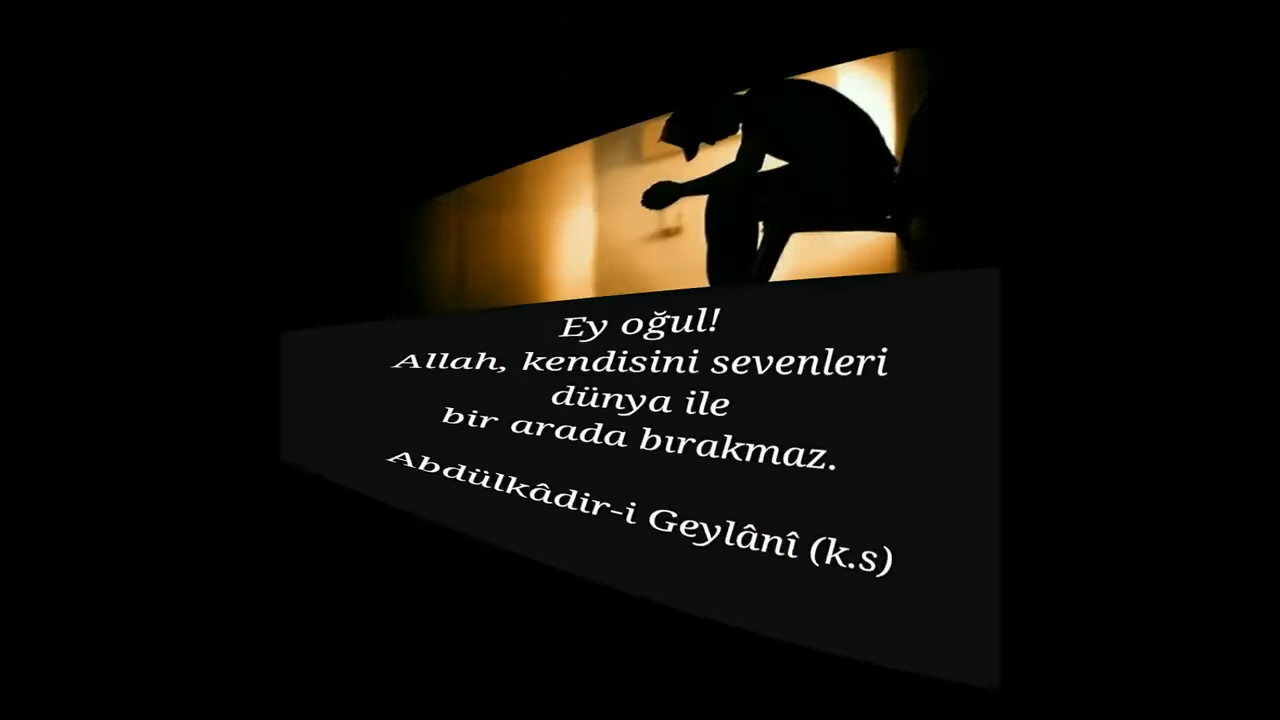 Ey oğul!
Allah, kendisini sevenleri
dünya ile
bir arada bırakmaz.
Abdülkâdir-i Geylânî (k.s)